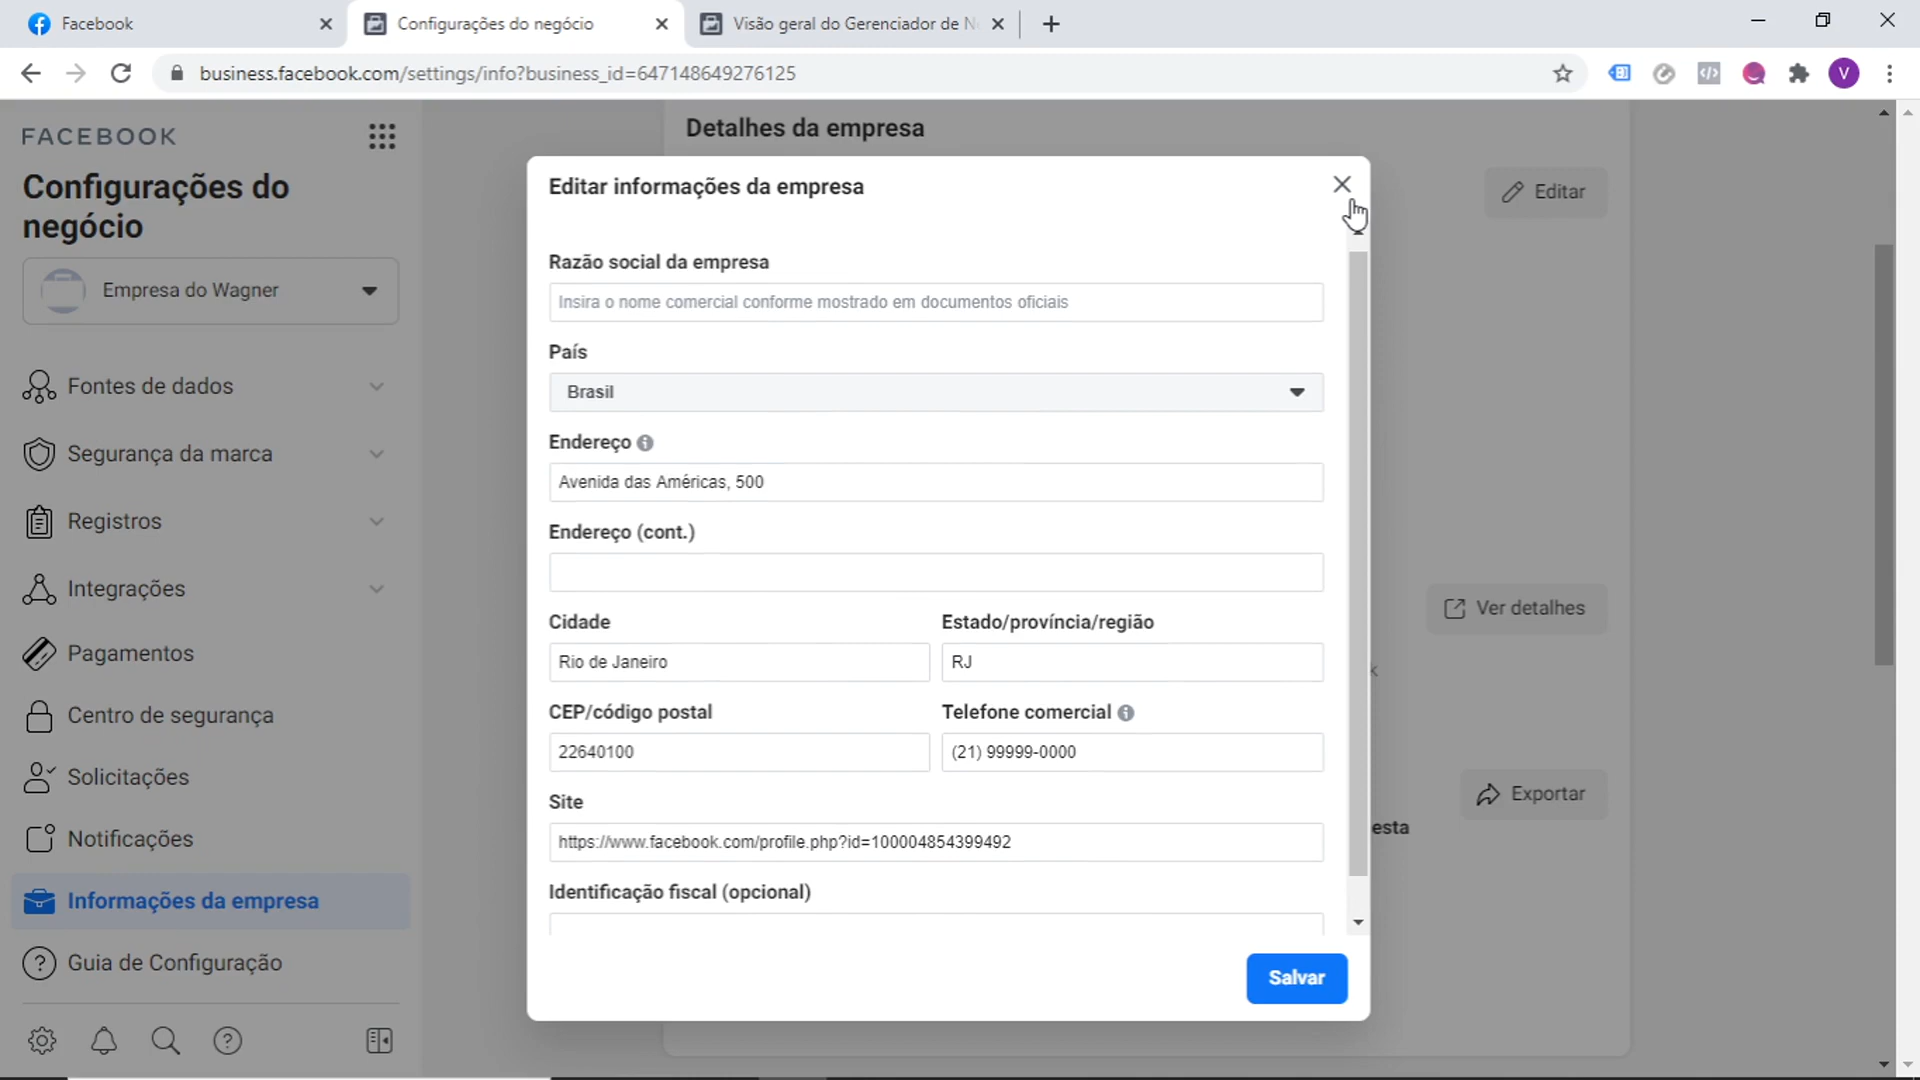 Facebook
Configurações do negócio
Visão geral do Gerenciador de N
business.facebook.com/settings/info?business_id=647148649276125
V
FACEBOOK
Configurações do
negócio
Empresa do Wagner
Fontes de dados
Segurança da marca
Registros
Integrações
Pagamentos
Centro de segurança
Solicitações
Notificações
Informações da empresa
Guia de Configuração
Detalhes da empresa
Editar
Ver detalhes
k
Exportar
esta
Editar informações da empresa
Razão social da empresa
Insira o nome comercial conforme mostrado em documentos oficiais
País
Brasil
Endereço
Avenida das Américas, 500
Endereço (cont.)
Cidade
Estado/província/região
Rio de Janeiro
RJ
CEP/código postal
Telefone comercial
22640100
(21) 99999-0000
Site
https://www.facebook.com/profile.php?id=100004854399492
Identificação fiscal (opcional)
Salvar